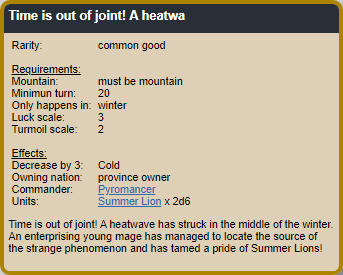 Time is out of joint! A heatwa
Rarity: common good
Requirements:
Mountain: must be mountain
Minimun turn: 20
Only happens in: winter
Luck scale: 3
Turmoil scale: 2
Effects:
Decrease by 3: Cold
Owning nation: province owner
Commander: Pyromancer
Units: Summer Lion x 2d6
Time is out of joint! A heatwave has struck in the middle of the winter.
An enterprising young mage has managed to locate the source of
the strange phenomenon and has tamed a pride of Summer Lions!